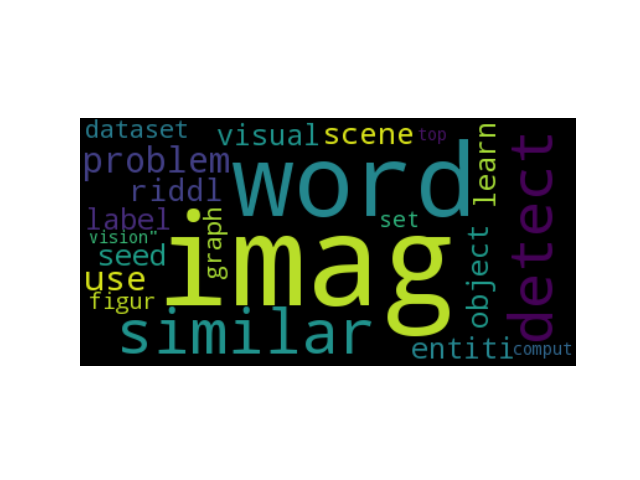 dataset
visual
scene
top
problem
word
learn
detect
riddl
label
set
imag
graph
vision"
seed
object
use
figur
similar
entiti
comput